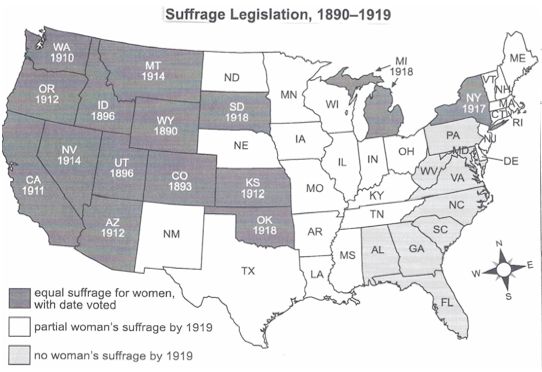 Suffrage Legislation, 1890–1919
WA
1910
MT
1914
ND
MN
MI
1918
ME
VT
NH
OR
1912
ID
1896
WY
1890
SD
1918
WI
NY
1917
MA
CT
RI
NV
1914
UT
1896
CO
1893
NE
IA
IL
IN
OH
PA
NJ
MD
DE
CA
1911
KS
1912
MO
KY
WV
VA
AZ
1912
NM
OK
1918
AR
TN
NC
SC
TX
LA
MS
AL
GA
FL
N
W
E
S
equal suffrage for women,
with date voted
partial woman's suffrage by 1919
no woman's suffrage by 1919